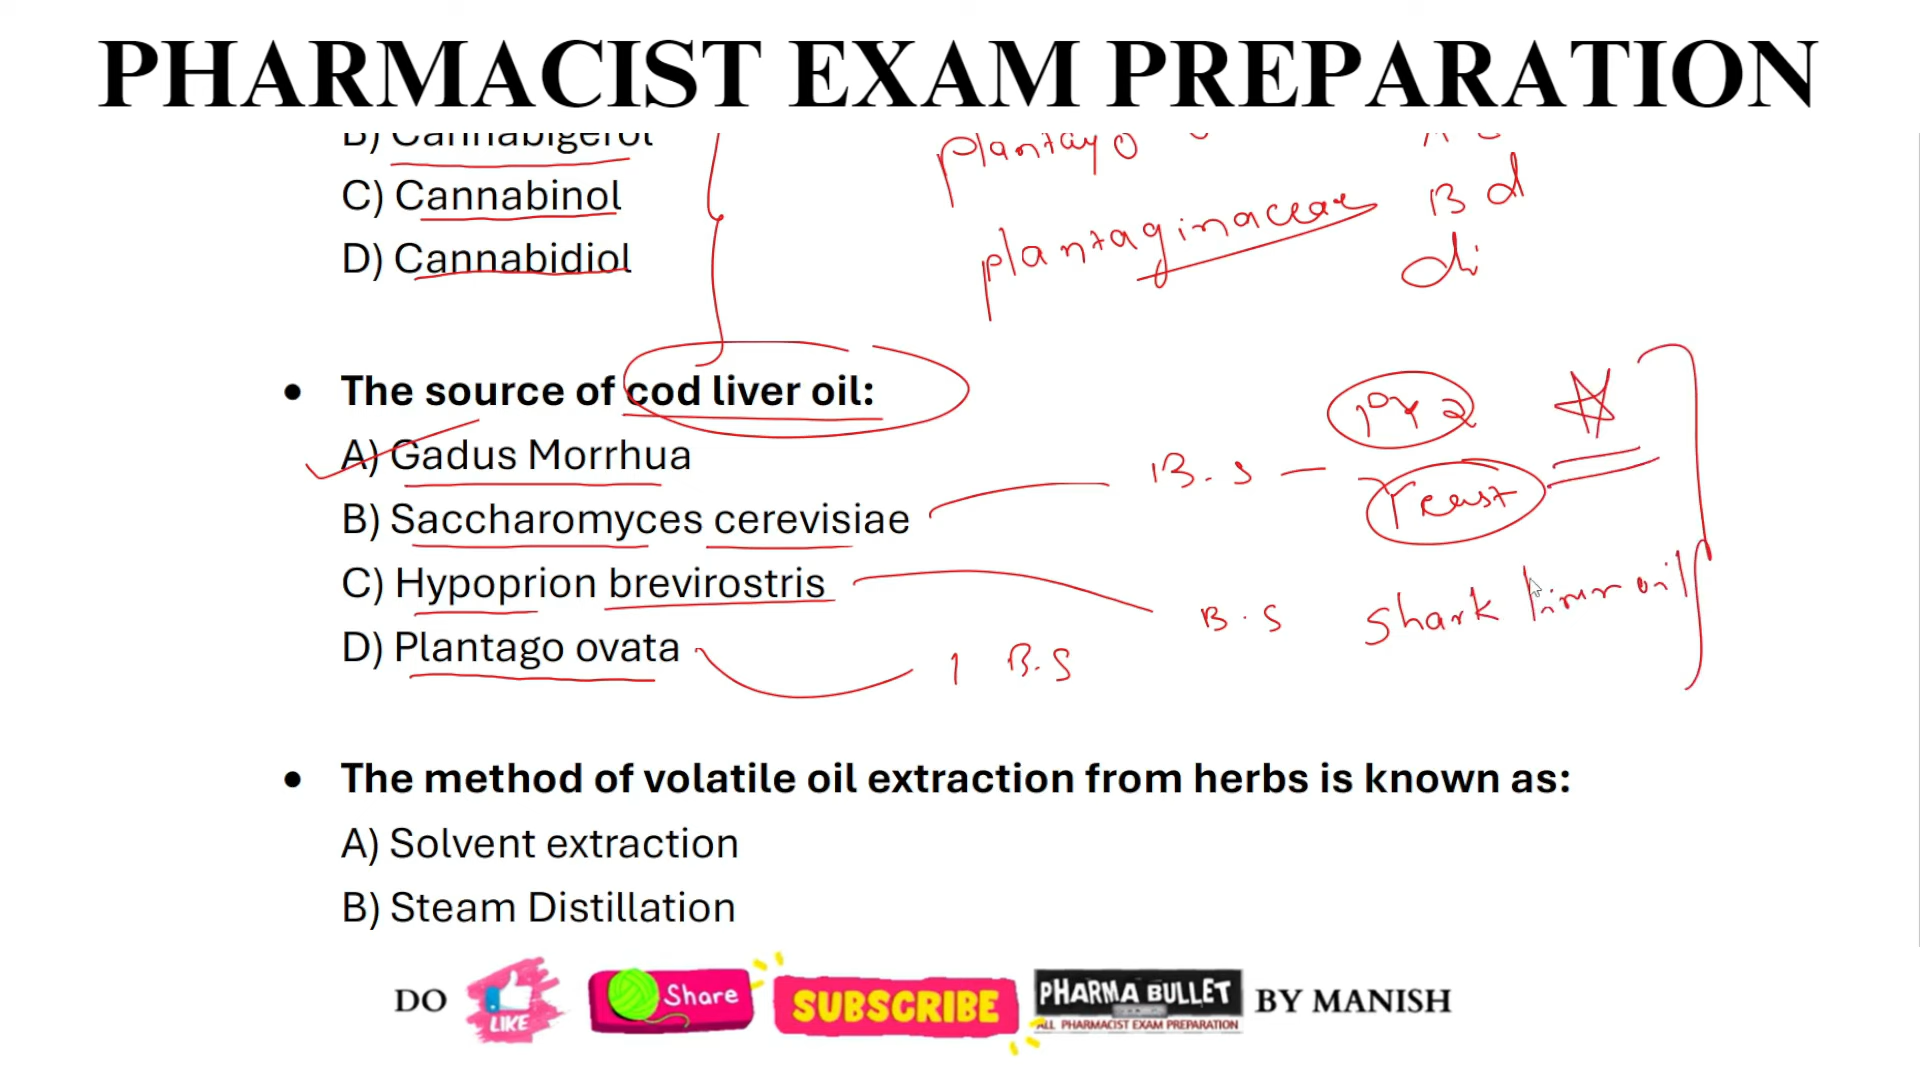 PHARMACIST EXAM PREPARATION
B) Cannabigerol
C) Cannabinol
D) Cannabidiol
plantago
plantaginaceae
B d
di
The source of cod liver oil:
A) Gadus Morrhua
B) Saccharomyces cerevisiae
C) Hypoprion brevirostris
D) Plantago ovata
B.S —
Yeast
B.S Shark liver oil
1 B.S
The method of volatile oil extraction from herbs is known as:
A) Solvent extraction
B) Steam Distillation
DO LIKE Share SUBSCRIBE PHARMA BULLET BY MANISH
ALL PHARMACIST EXAM PREPARATION